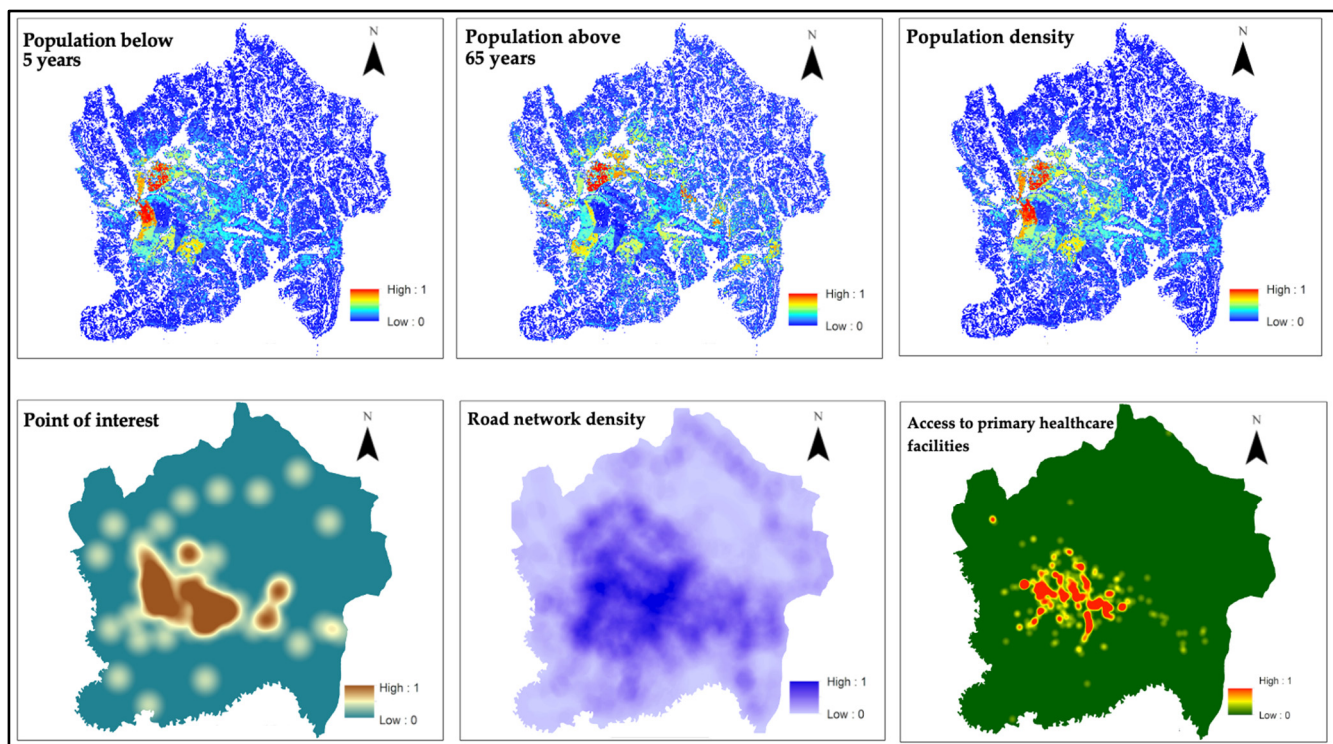 Population below
5 years
N
High : 1
Low : 0
Population above
65 years
N
High : 1
Low : 0
Population density
N
High : 1
Low : 0
Point of interest
N
High : 1
Low : 0
Road network density
N
High : 1
Low : 0
Access to primary healthcare
facilities
N
High : 1
Low : 0